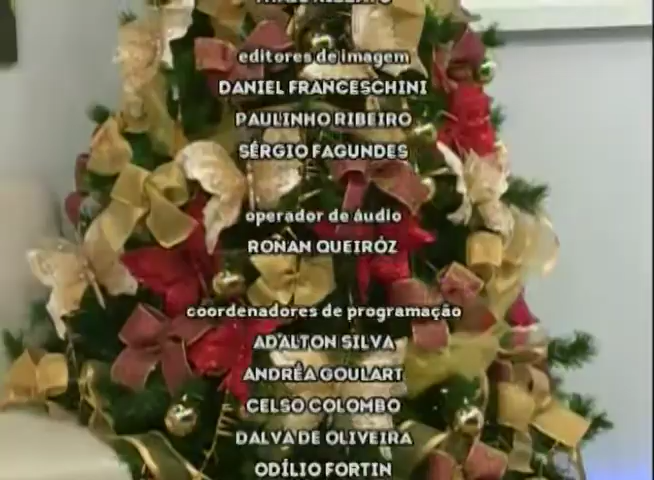 editores de imagem
DANIEL FRANCESCHINI
PAULINHO RIBEIRO
SÉRGIO FAGUNDES
operador de áudio
RONAN QUEIRÓZ
coordenadores de programação
ADALTON SILVA
ANDRÉA GOULART
CELSO COLOMBO
DALVA DE OLIVEIRA
ODÍLIO FORTIN